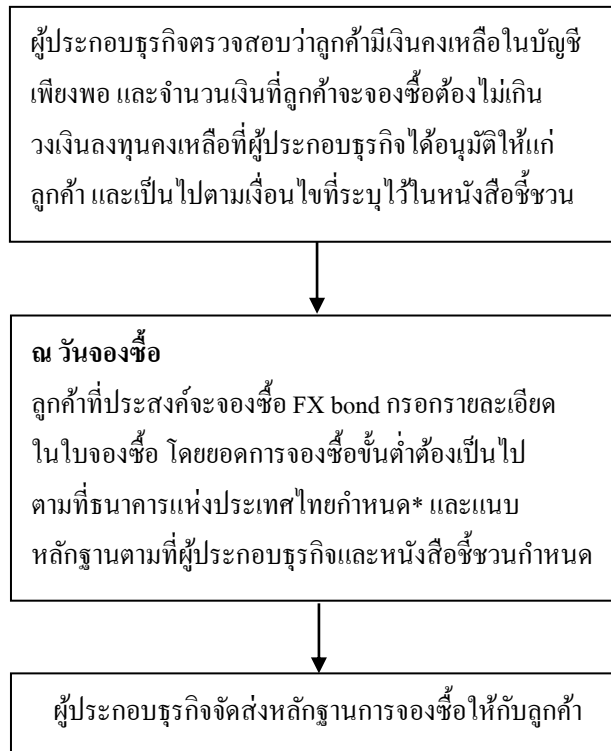 ผู้ประกอบธุรกิจตรวจสอบว่าลูกค้ามีเงินคงเหลือในบัญชี
เพียงพอ และจำนวนเงินที่ลูกค้าจะจองซื้อต้องไม่เกิน
วงเงินลงทุนคงเหลือที่ผู้ประกอบธุรกิจได้อนุมัติให้แก่
ลูกค้า และเป็นไปตามเงื่อนไขที่ระบุไว้ในหนังสือชี้ชวน
ณ วันจองซื้อ
ลูกค้าที่ประสงค์จะจองซื้อ FX bond กรอกรายละเอียด
ในใบจองซื้อ โดยยอดการจองซื้อขั้นต่ำต้องเป็นไป
ตามที่ธนาคารแห่งประเทศไทยกำหนด* และแนบ
หลักฐานตามที่ผู้ประกอบธุรกิจและหนังสือชี้ชวนกำหนด
ผู้ประกอบธุรกิจจัดส่งหลักฐานการจองซื้อให้กับลูกค้า